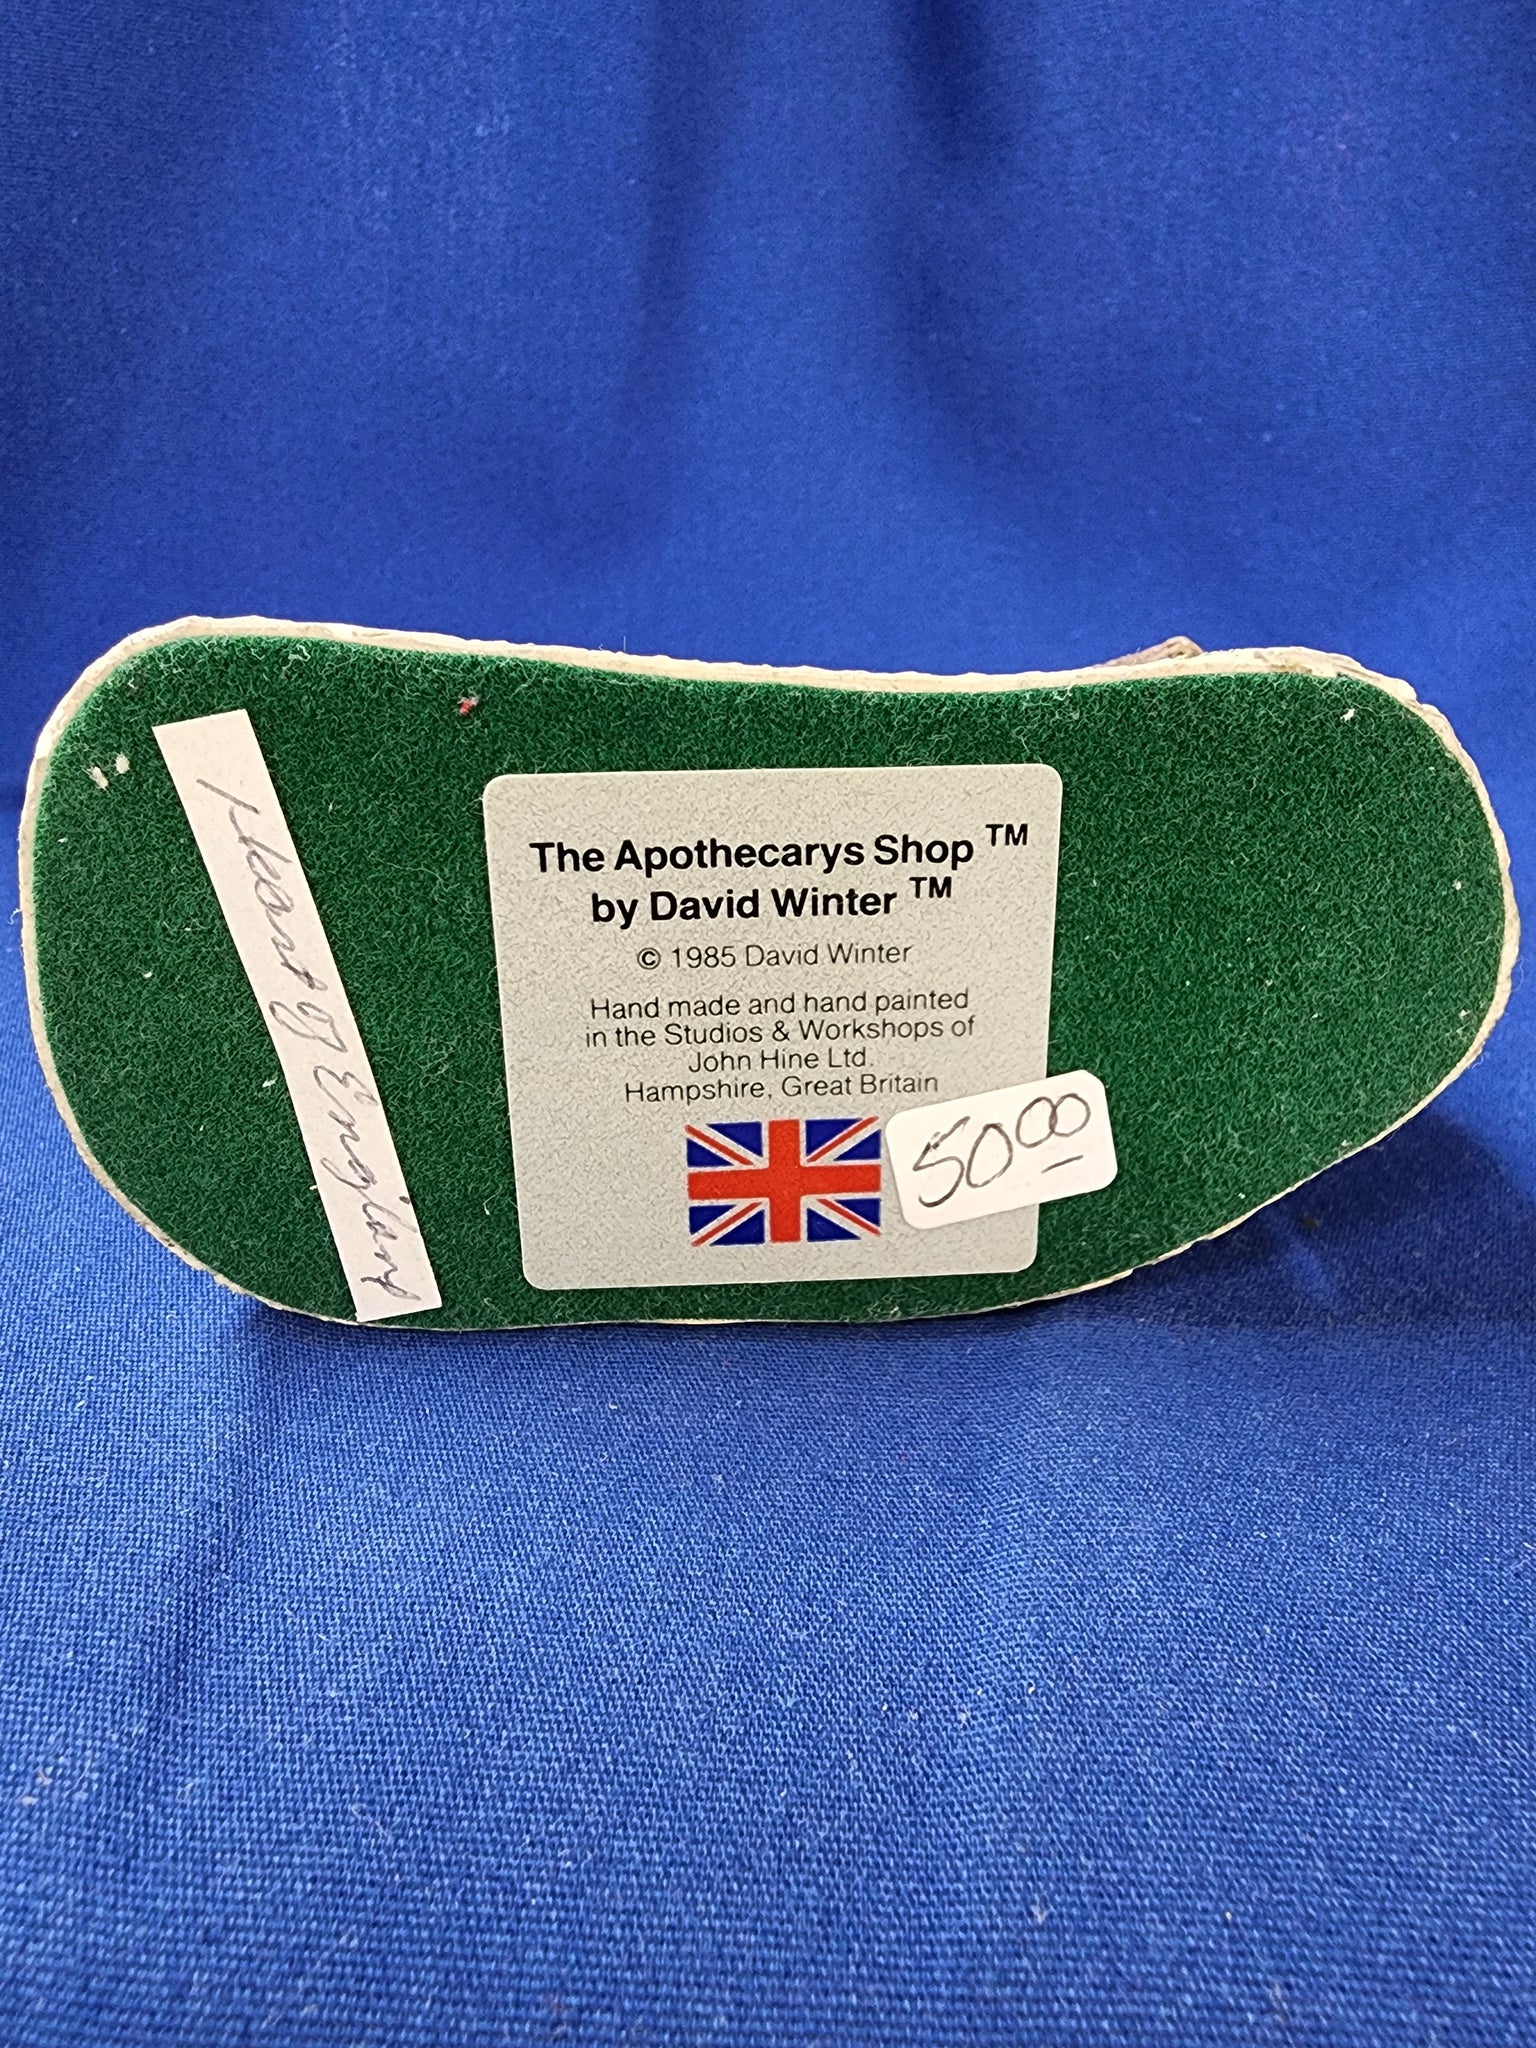 Heart of England
The Apothecarys Shop ™
by David Winter ™
© 1985 David Winter
Hand made and hand painted
in the Studios & Workshops of
John Hine Ltd.
Hampshire, Great Britain
50 00